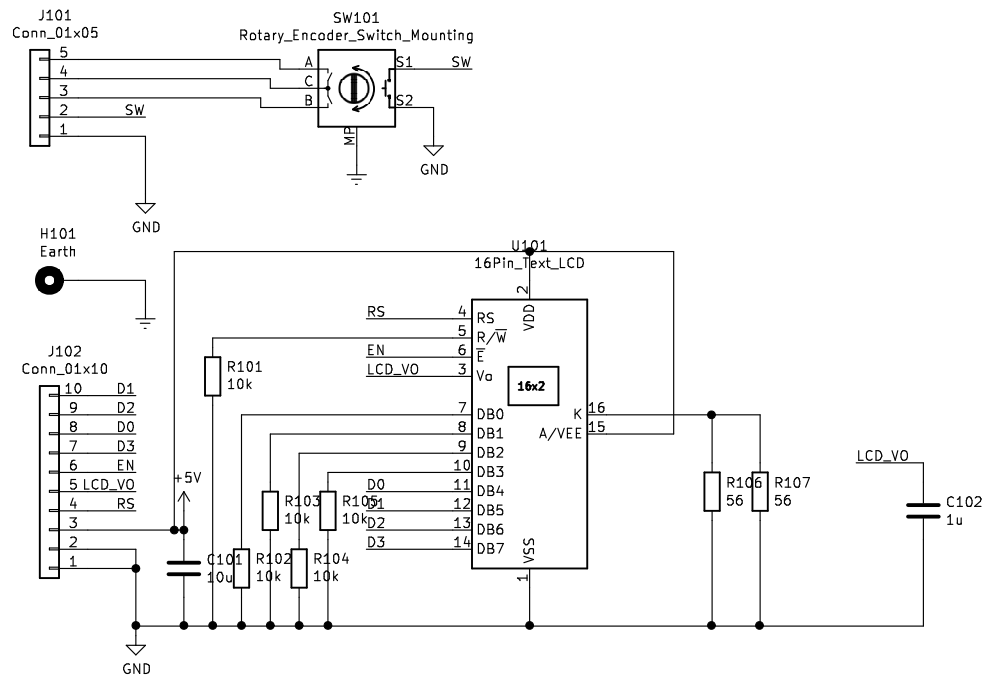 J101
Conn_01x05
5
4
3
2
SW
1
GND
SW101
Rotary_Encoder_Switch_Mounting
A
C
B
S1
SW
S2
MP
GND
H101
Earth
U101
16Pin_Text_LCD
2
VDD
RS
4
RS
5
R/W
EN
6
E
LCD_VO
3
Vo
16x2
7
DB0
8
DB1
9
DB2
10
DB3
D0
11
DB4
D1
12
DB5
D2
13
DB6
D3
14
DB7
K
16
A/VEE
15
VSS
1
R101
10k
J102
Conn_01x10
10
D1
9
D2
8
D0
7
D3
6
EN
5
LCD_VO
4
RS
3
2
1
+5V
C101
10u
R102
10k
R103
10k
R104
10k
R105
10k
R106
56
R107
56
LCD_VO
C102
1u
GND